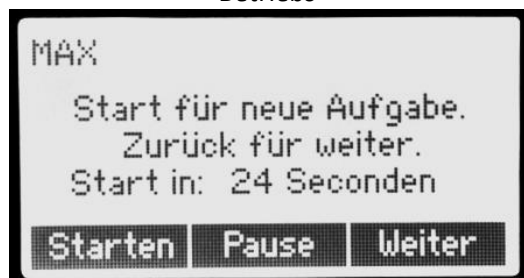 MAX
Start für neue Aufgabe.
Zurück für weiter.
Start in: 24 Seconden
Starten Pause Weiter